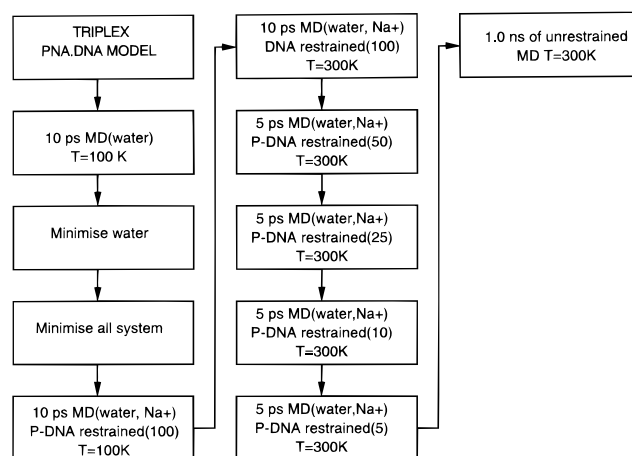 TRIPLEX
PNA.DNA MODEL
10 ps MD(water)
T=100 K
Minimise water
Minimise all system
10 ps MD(water, Na+)
P-DNA restrained(100)
T=100K
10 ps MD(water, Na+)
DNA restrained(100)
T=300K
5 ps MD(water,Na+)
P-DNA restrained(50)
T=300K
5 ps MD(water,Na+)
P-DNA restrained(25)
T=300K
5 ps MD(water,Na+)
P-DNA restrained(10)
T=300K
5 ps MD(water,Na+)
P-DNA restrained(5)
T=300K
1.0 ns of unrestrained
MD T=300K